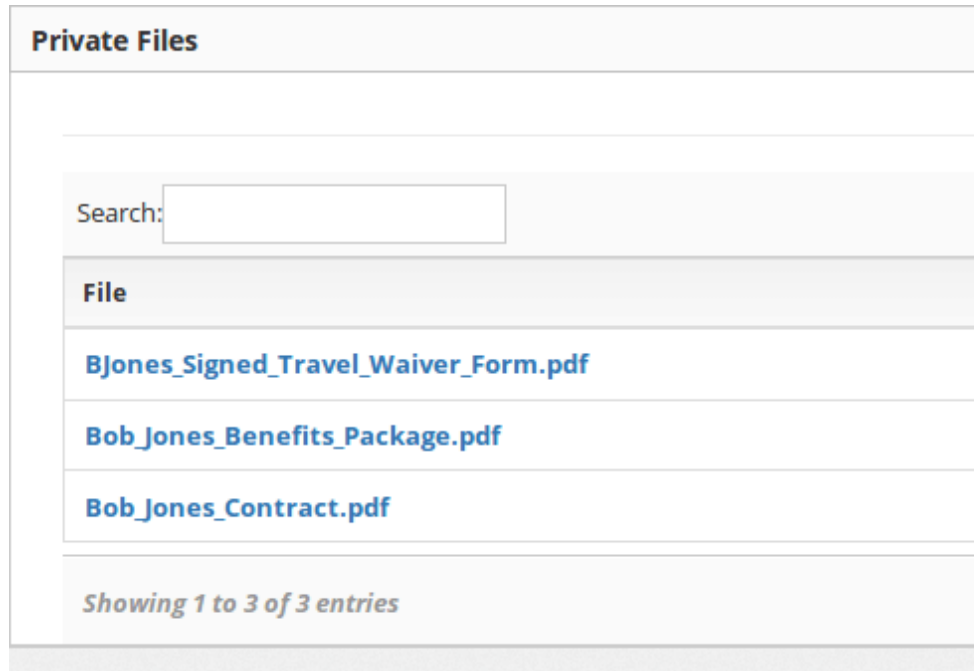 Private Files
Search:
File
BJones_Signed_Travel_Waiver_Form.pdf
Bob_Jones_Benefits_Package.pdf
Bob_Jones_Contract.pdf
Showing 1 to 3 of 3 entries